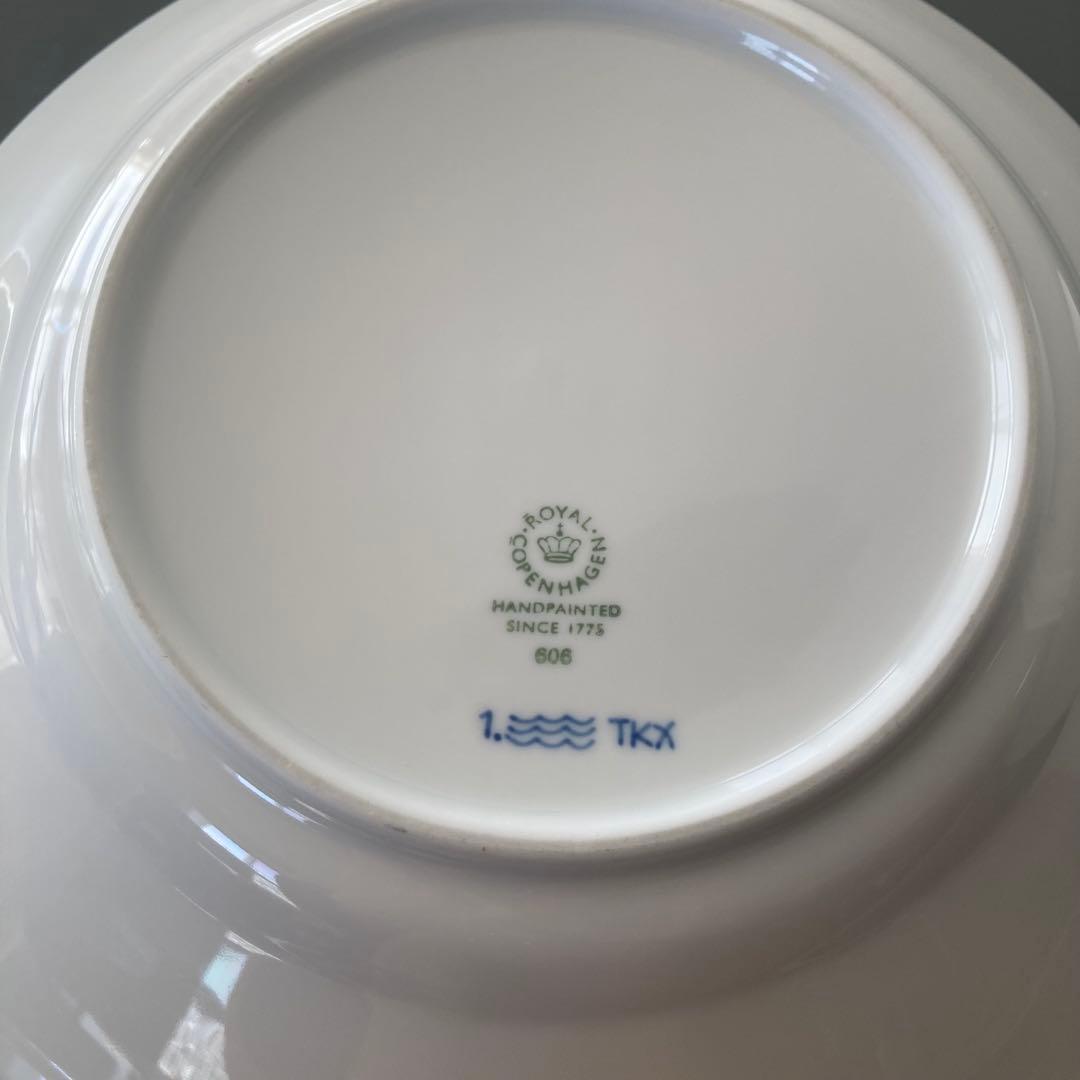 ROYAL
COPENHAGEN
HANDPAINTED
SINCE 1775
606
1. TKX